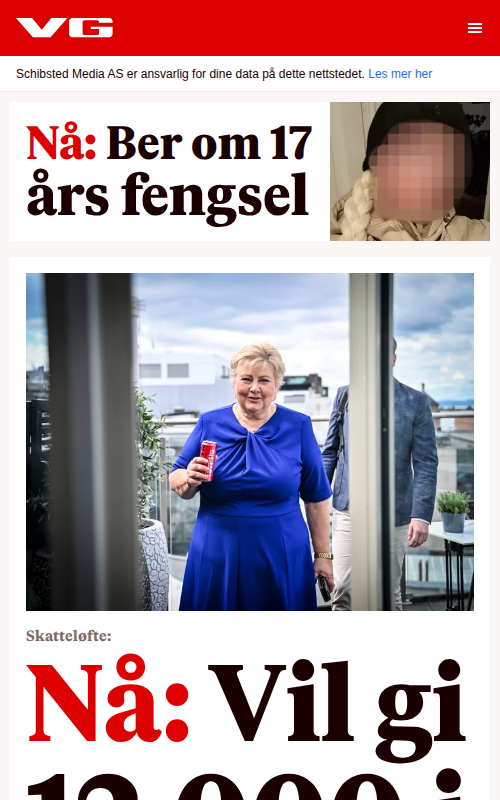 VG
Schibsted Media AS er ansvarlig for dine data på dette nettstedet. Les mer her
Nå: Ber om 17
års fengsel
Skatteløfte:
Nå: Vil gi